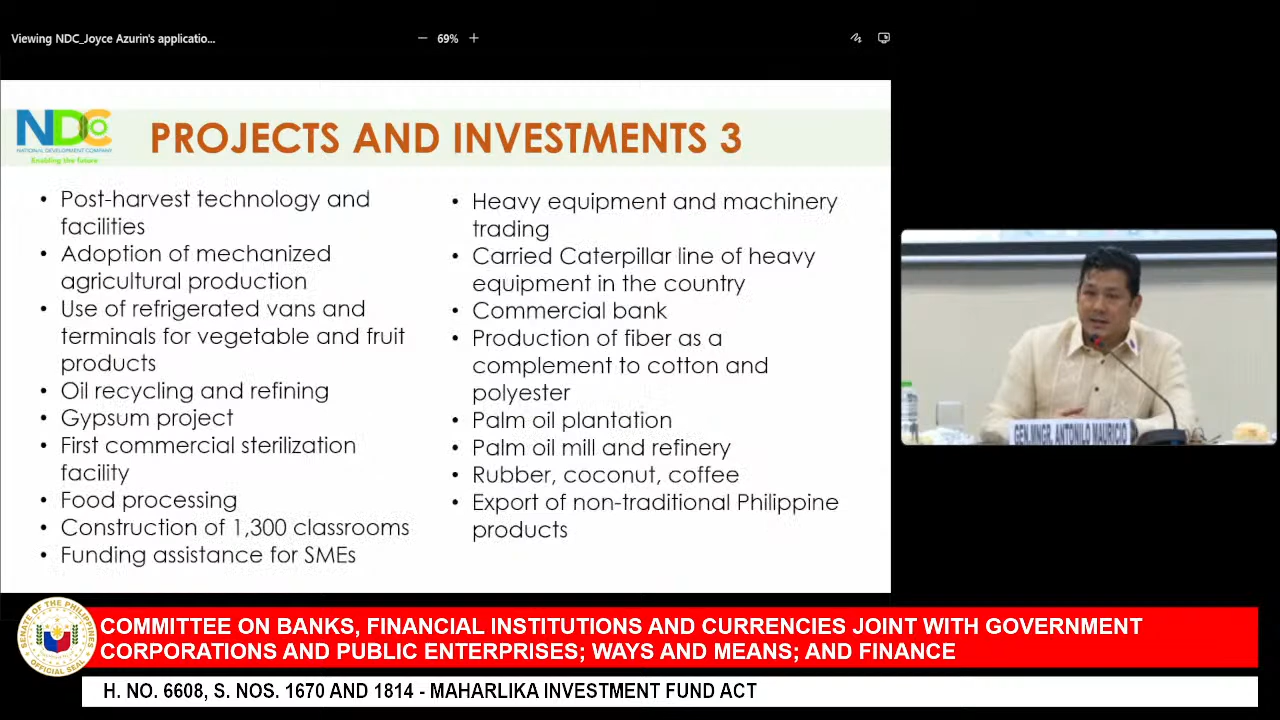 Viewing NDC_Joyce Azurin's applicatio...
− 69% +
NDC
NATIONAL DEVELOPMENT COMPANY
Enabling the future
PROJECTS AND INVESTMENTS 3
• Post-harvest technology and
facilities
• Adoption of mechanized
agricultural production
• Use of refrigerated vans and
terminals for vegetable and fruit
products
• Oil recycling and refining
• Gypsum project
• First commercial sterilization
facility
• Food processing
• Construction of 1,300 classrooms
• Funding assistance for SMEs
• Heavy equipment and machinery
trading
• Carried Caterpillar line of heavy
equipment in the country
• Commercial bank
• Production of fiber as a
complement to cotton and
polyester
• Palm oil plantation
• Palm oil mill and refinery
• Rubber, coconut, coffee
• Export of non-traditional Philippine
products
GEN.MNGR. ANTONILO MAURICIO
SENATE OF THE PHILIPPINES
OFFICIAL SEAL
COMMITTEE ON BANKS, FINANCIAL INSTITUTIONS AND CURRENCIES JOINT WITH GOVERNMENT
CORPORATIONS AND PUBLIC ENTERPRISES; WAYS AND MEANS; AND FINANCE
H. NO. 6608, S. NOS. 1670 AND 1814 - MAHARLIKA INVESTMENT FUND ACT